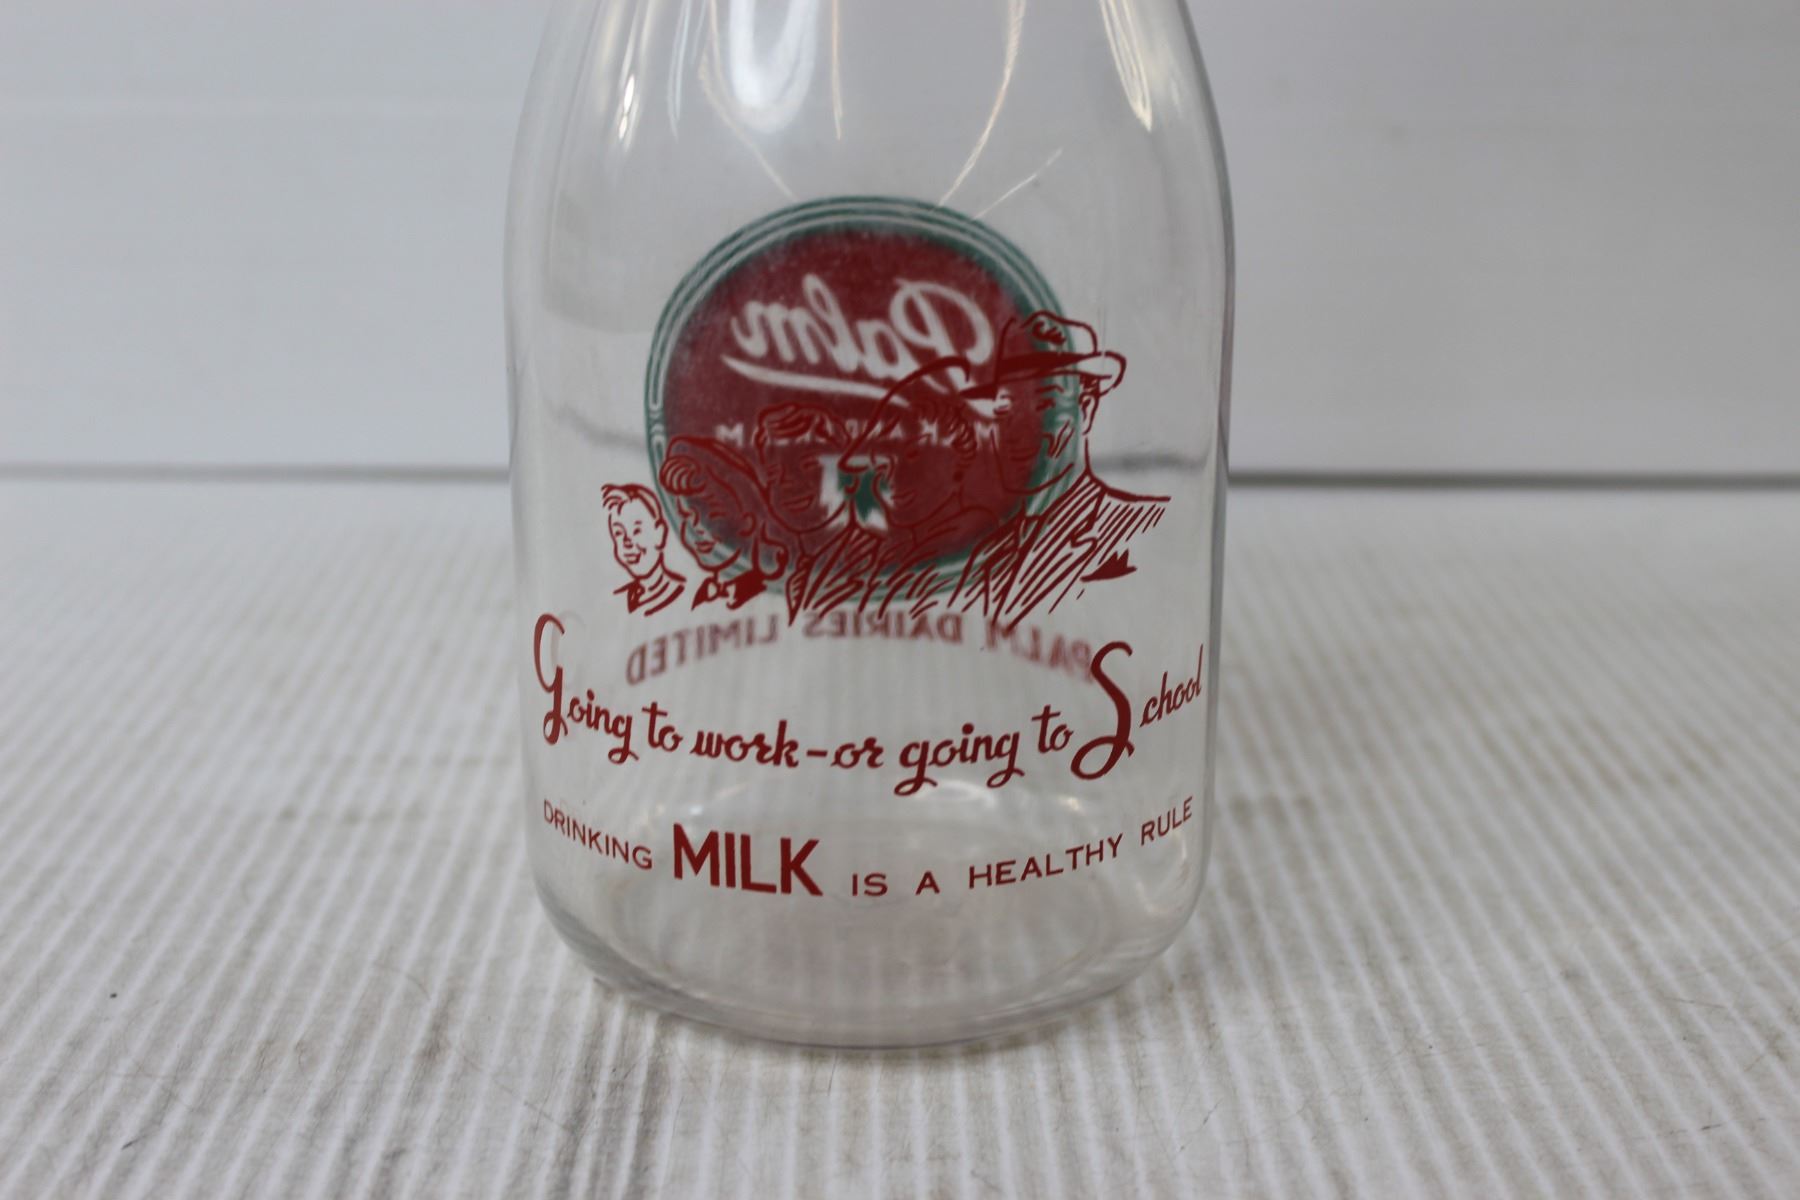 Palm
PALM DAIRIES LIMITED
Going to work-or going to School
DRINKING MILK IS A HEALTHY RULE